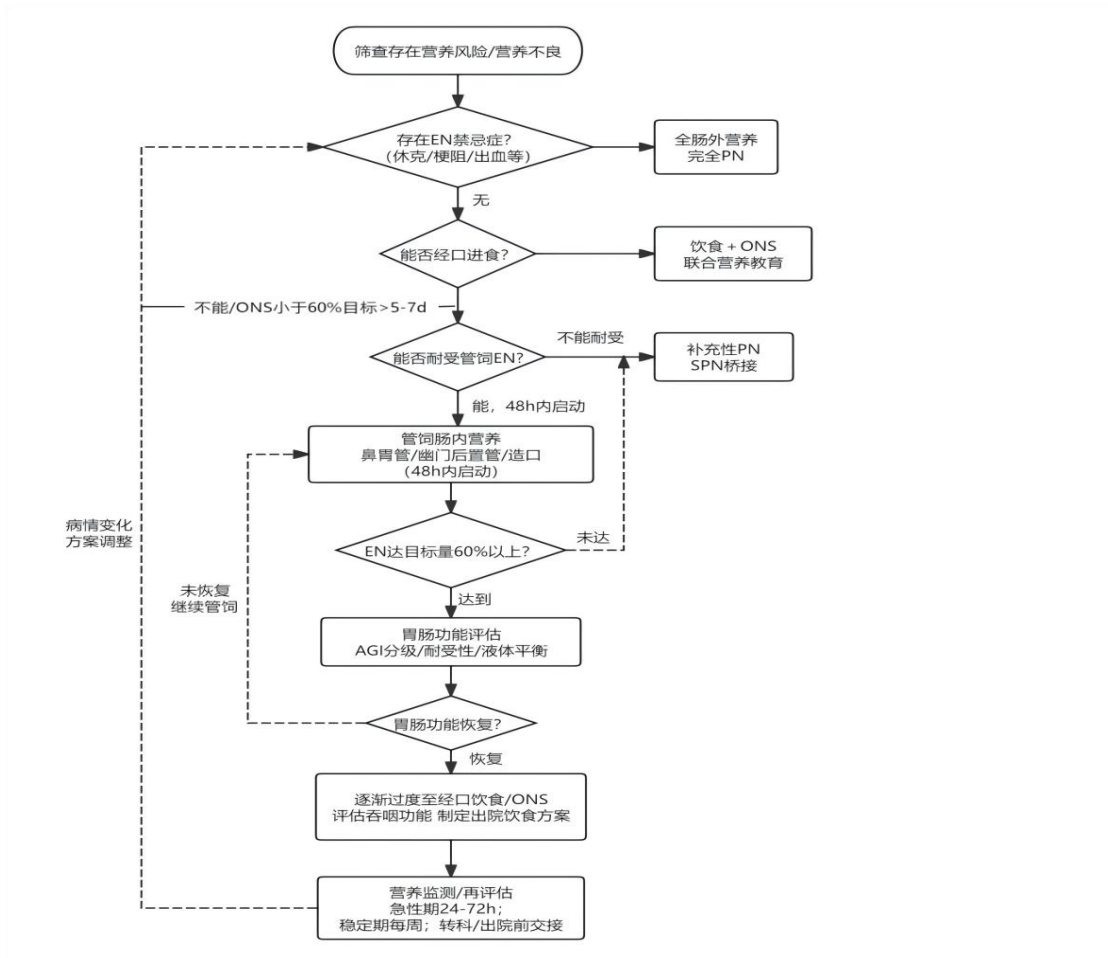 筛查存在营养风险/营养不良
存在EN禁忌症?
(休克/梗阻/出血等)
全肠外营养
完全PN
无
能否经口进食?
饮食 + ONS
联合营养教育
不能/ONS小于60%目标>5-7d
不能耐受
能否耐受管饲EN?
补充性PN
SPN桥接
能，48h内启动
管饲肠内营养
鼻胃管/幽门后置管/造口
(48h内启动)
病情变化
方案调整
未达
EN达目标量60%以上?
未恢复
继续管饲
达到
胃肠功能评估
AGI分级/耐受性/液体平衡
胃肠功能恢复?
恢复
逐渐过度至经口饮食/ONS
评估吞咽功能 制定出院饮食方案
营养监测/再评估
急性期24-72h;
稳定期每周; 转科/出院前交接